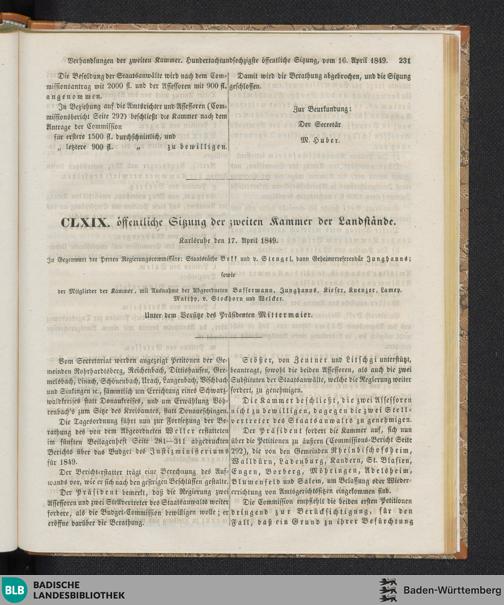 Verhandlungen der zweiten Kammer. Hundertachtundsechzigste öffentliche Sitzung, vom 16. April 1849. 231
Die Besoldung der Staatsanwälte wird nach dem Com-
missionsantrag mit 2000 fl. und der Assessoren mit 900 fl.
angenommen.
In Beziehung auf die Amtsrichter und Assessoren (Com-
missionsbericht Seite 292) beschließt die Kammer nach dem
Antrage der Commission
für erstere 1500 fl. durchschnittlich und
„ letztere 900 fl. „ zu bewilligen.
Damit wird die Berathung abgebrochen, und die Sitzung
geschlossen.
Zur Beurkundung:
Der Secretär
M. Huber.
CLXIX. öffentliche Sitzung der zweiten Kammer der Landstände.
Karlsruhe den 17. April 1849.
In Gegenwart der Herren Regierungscommissäre: Staatsräthe Bekk und v. Stengel, dann Geheimereferendär Junghanns;
sowie
der Mitglieder der Kammer, mit Ausnahme der Abgeordneten Bassermann, Junghanns, Kiefer, Kuenzer, Lamey,
Mathy, v. Stockhorn und Welcker.
Unter dem Vorsitze des Präsidenten Mittermaier.
Vom Secretariat werden angezeigt Petitionen der Ge-
meinden Rohrhardsberg, Reichenbach, Dittishausen, Gre-
melsbach, Linach, Schönenbach, Urach, Langenbach, Vöhrbach
und Sinkingen ic., sämmtlich um Errichtung eines Schwarz-
waldkreises statt Donaukreises, und um Erwählung Vöh-
renbach's zum Sitze des Kreisamtes, statt Donaueschingen.
Die Tagesordnung führt nun zur Fortsetzung der Be-
rathung des von dem Abgeordneten Weller erstatteten
im fünften Beilagenheft Seite 281—311 abgedruckten
Berichts über das Budget des Justizministeriums
für 1849.
Der Berichterstatter trägt eine Berechnung des Auf-
wands vor, wie er sich nach den gestrigen Beschlüssen gestalte.
Der Präsident bemerkt, daß die Regierung zwei
Assessoren und zwei Stellvertreter des Staatsanwalts weiter
fordere, als die Budget-Commission bewilligen wolle; er
eröffne darüber die Berathung.
Stößer, von Zentner und Litschgi unterstützt,
beantragt, sowohl die beiden Assessoren, als auch die zwei
Substituten der Staatsanwälte, welche die Regierung weiter
fordert, zu genehmigen.
Die Kammer beschließt, die zwei Assessoren
nicht zu bewilligen, dagegen die zwei Stell-
vertreter des Staatsanwalts zu genehmigen.
Der Präsident fordert die Kammer auf, sich nun
über die Petitionen zu äußern (Commissions-Bericht Seite
292), die von den Gemeinden Rheinbischofsheim,
Walldürn, Ladenburg, Kandern, St. Blasien,
Engen, Boxberg, Möhringen, Adelsheim,
Blumenfeld und Salem, um Belassung oder Wieder-
errichtung von Amtsgerichtssitzen eingekommen sind.
Die Commission empfiehlt die beiden ersten Petitionen
dringend zur Berücksichtigung, für den
Fall, daß ein Grund zu ihrer Befürchtung
BLB BADISCHE
LANDESBIBLIOTHEK
Baden-Württemberg